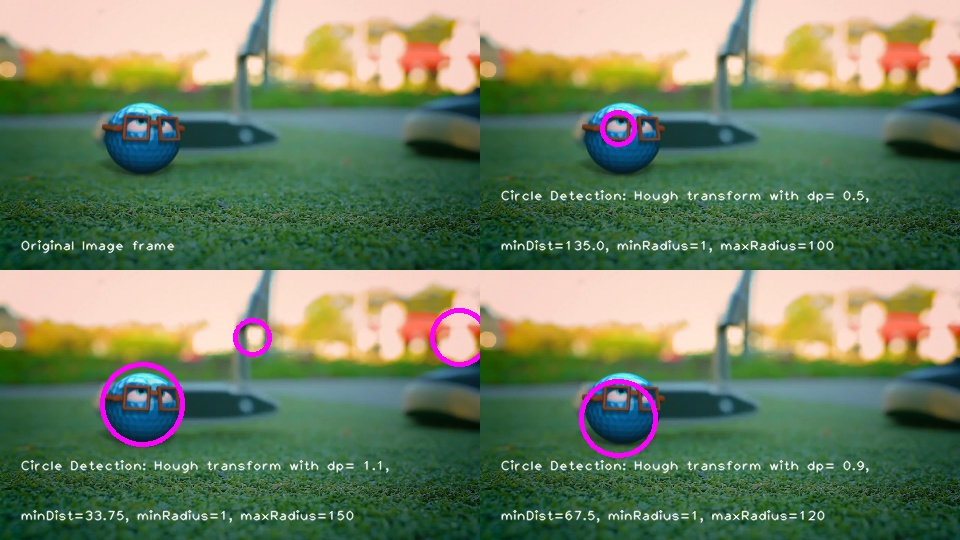 Original Image frame
Circle Detection: Hough transform with dp= 0.5,
minDist=135.0, minRadius=1, maxRadius=100
Circle Detection: Hough transform with dp= 1.1,
minDist=33.75, minRadius=1, maxRadius=150
Circle Detection: Hough transform with dp= 0.9,
minDist=67.5, minRadius=1, maxRadius=120